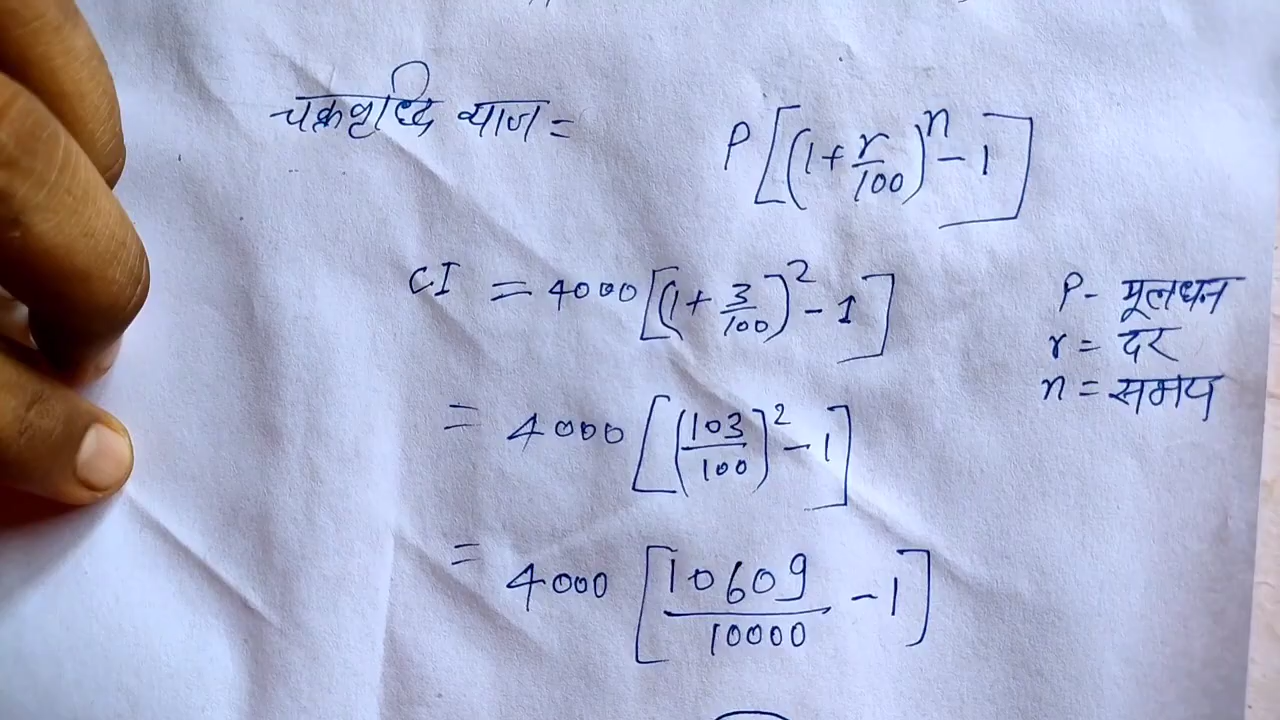 चक्रवृद्धि ब्याज = P[(1+r/100)^n - 1]
CI = 4000[(1+3/100)^2 - 1]
P - मूलधन
r = दर
n = समय
= 4000[(103/100)^2 - 1]
= 4000[10609/10000 - 1]